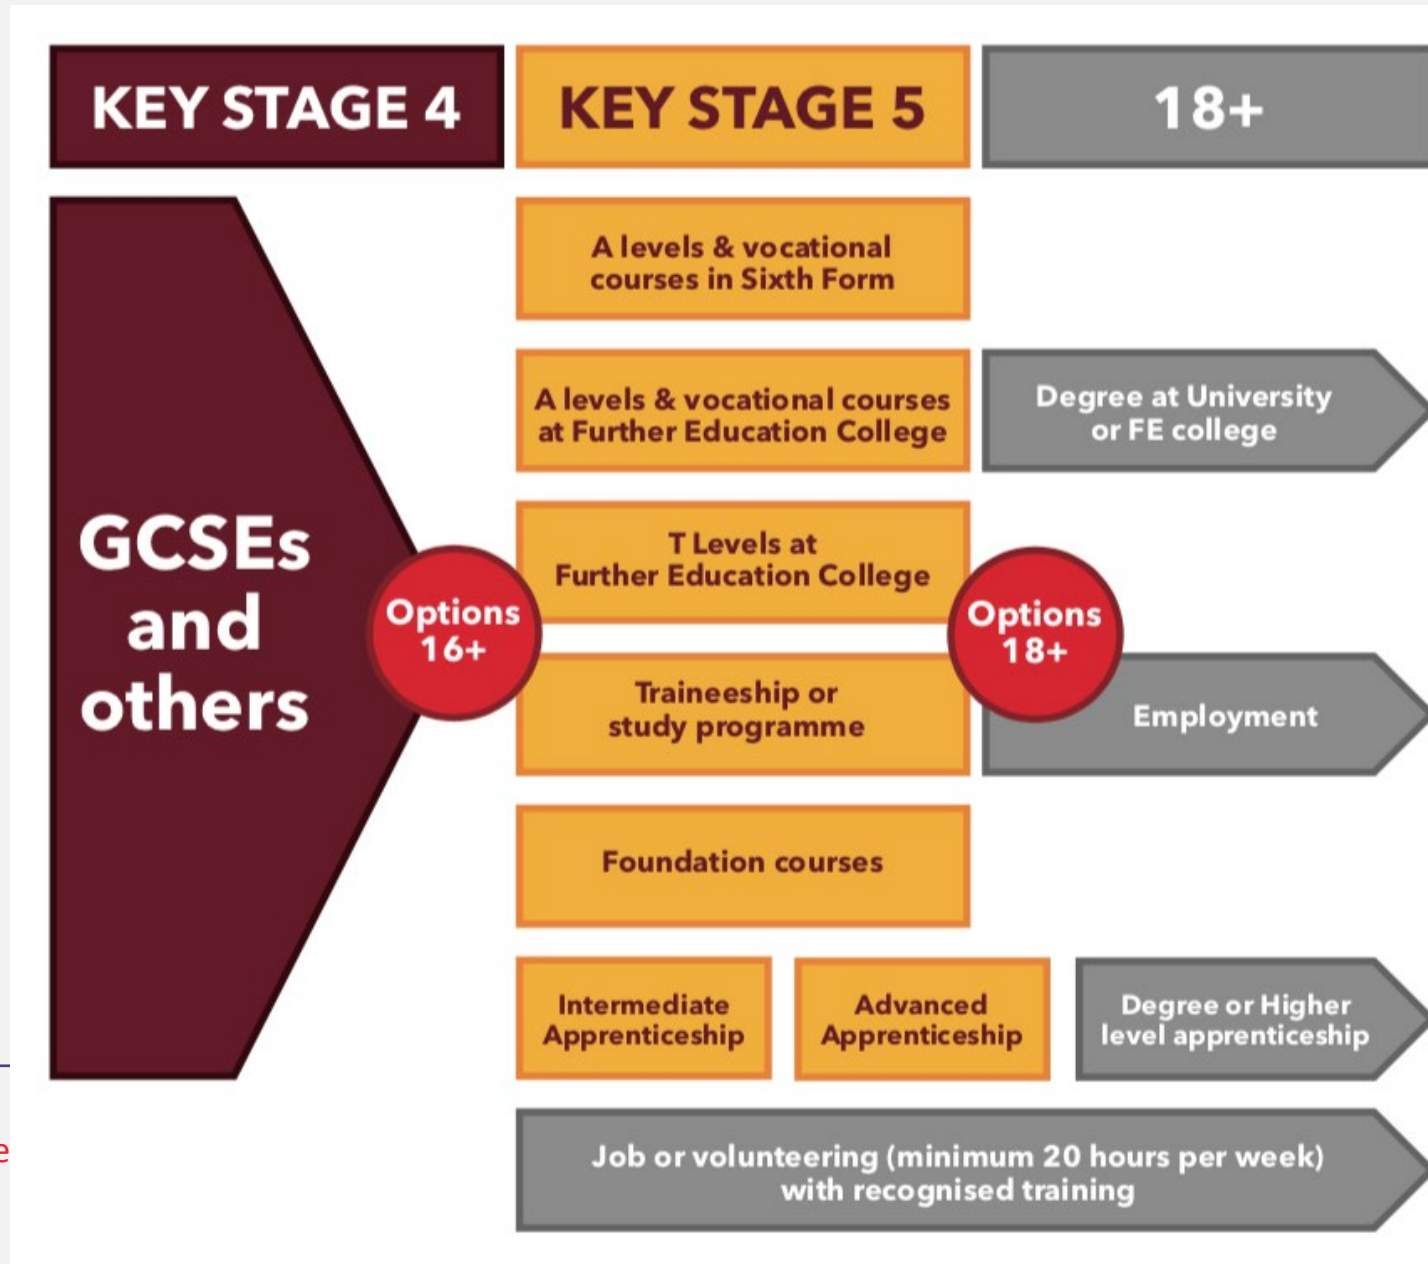 KEY STAGE 4
KEY STAGE 5
18+
GCSEs
and
others
Options
16+
A levels & vocational
courses in Sixth Form
A levels & vocational courses
at Further Education College
T Levels at
Further Education College
Traineeship or
study programme
Foundation courses
Intermediate
Apprenticeship
Advanced
Apprenticeship
Options
18+
Degree at University
or FE college
Employment
Degree or Higher
level apprenticeship
Job or volunteering (minimum 20 hours per week)
with recognised training
e